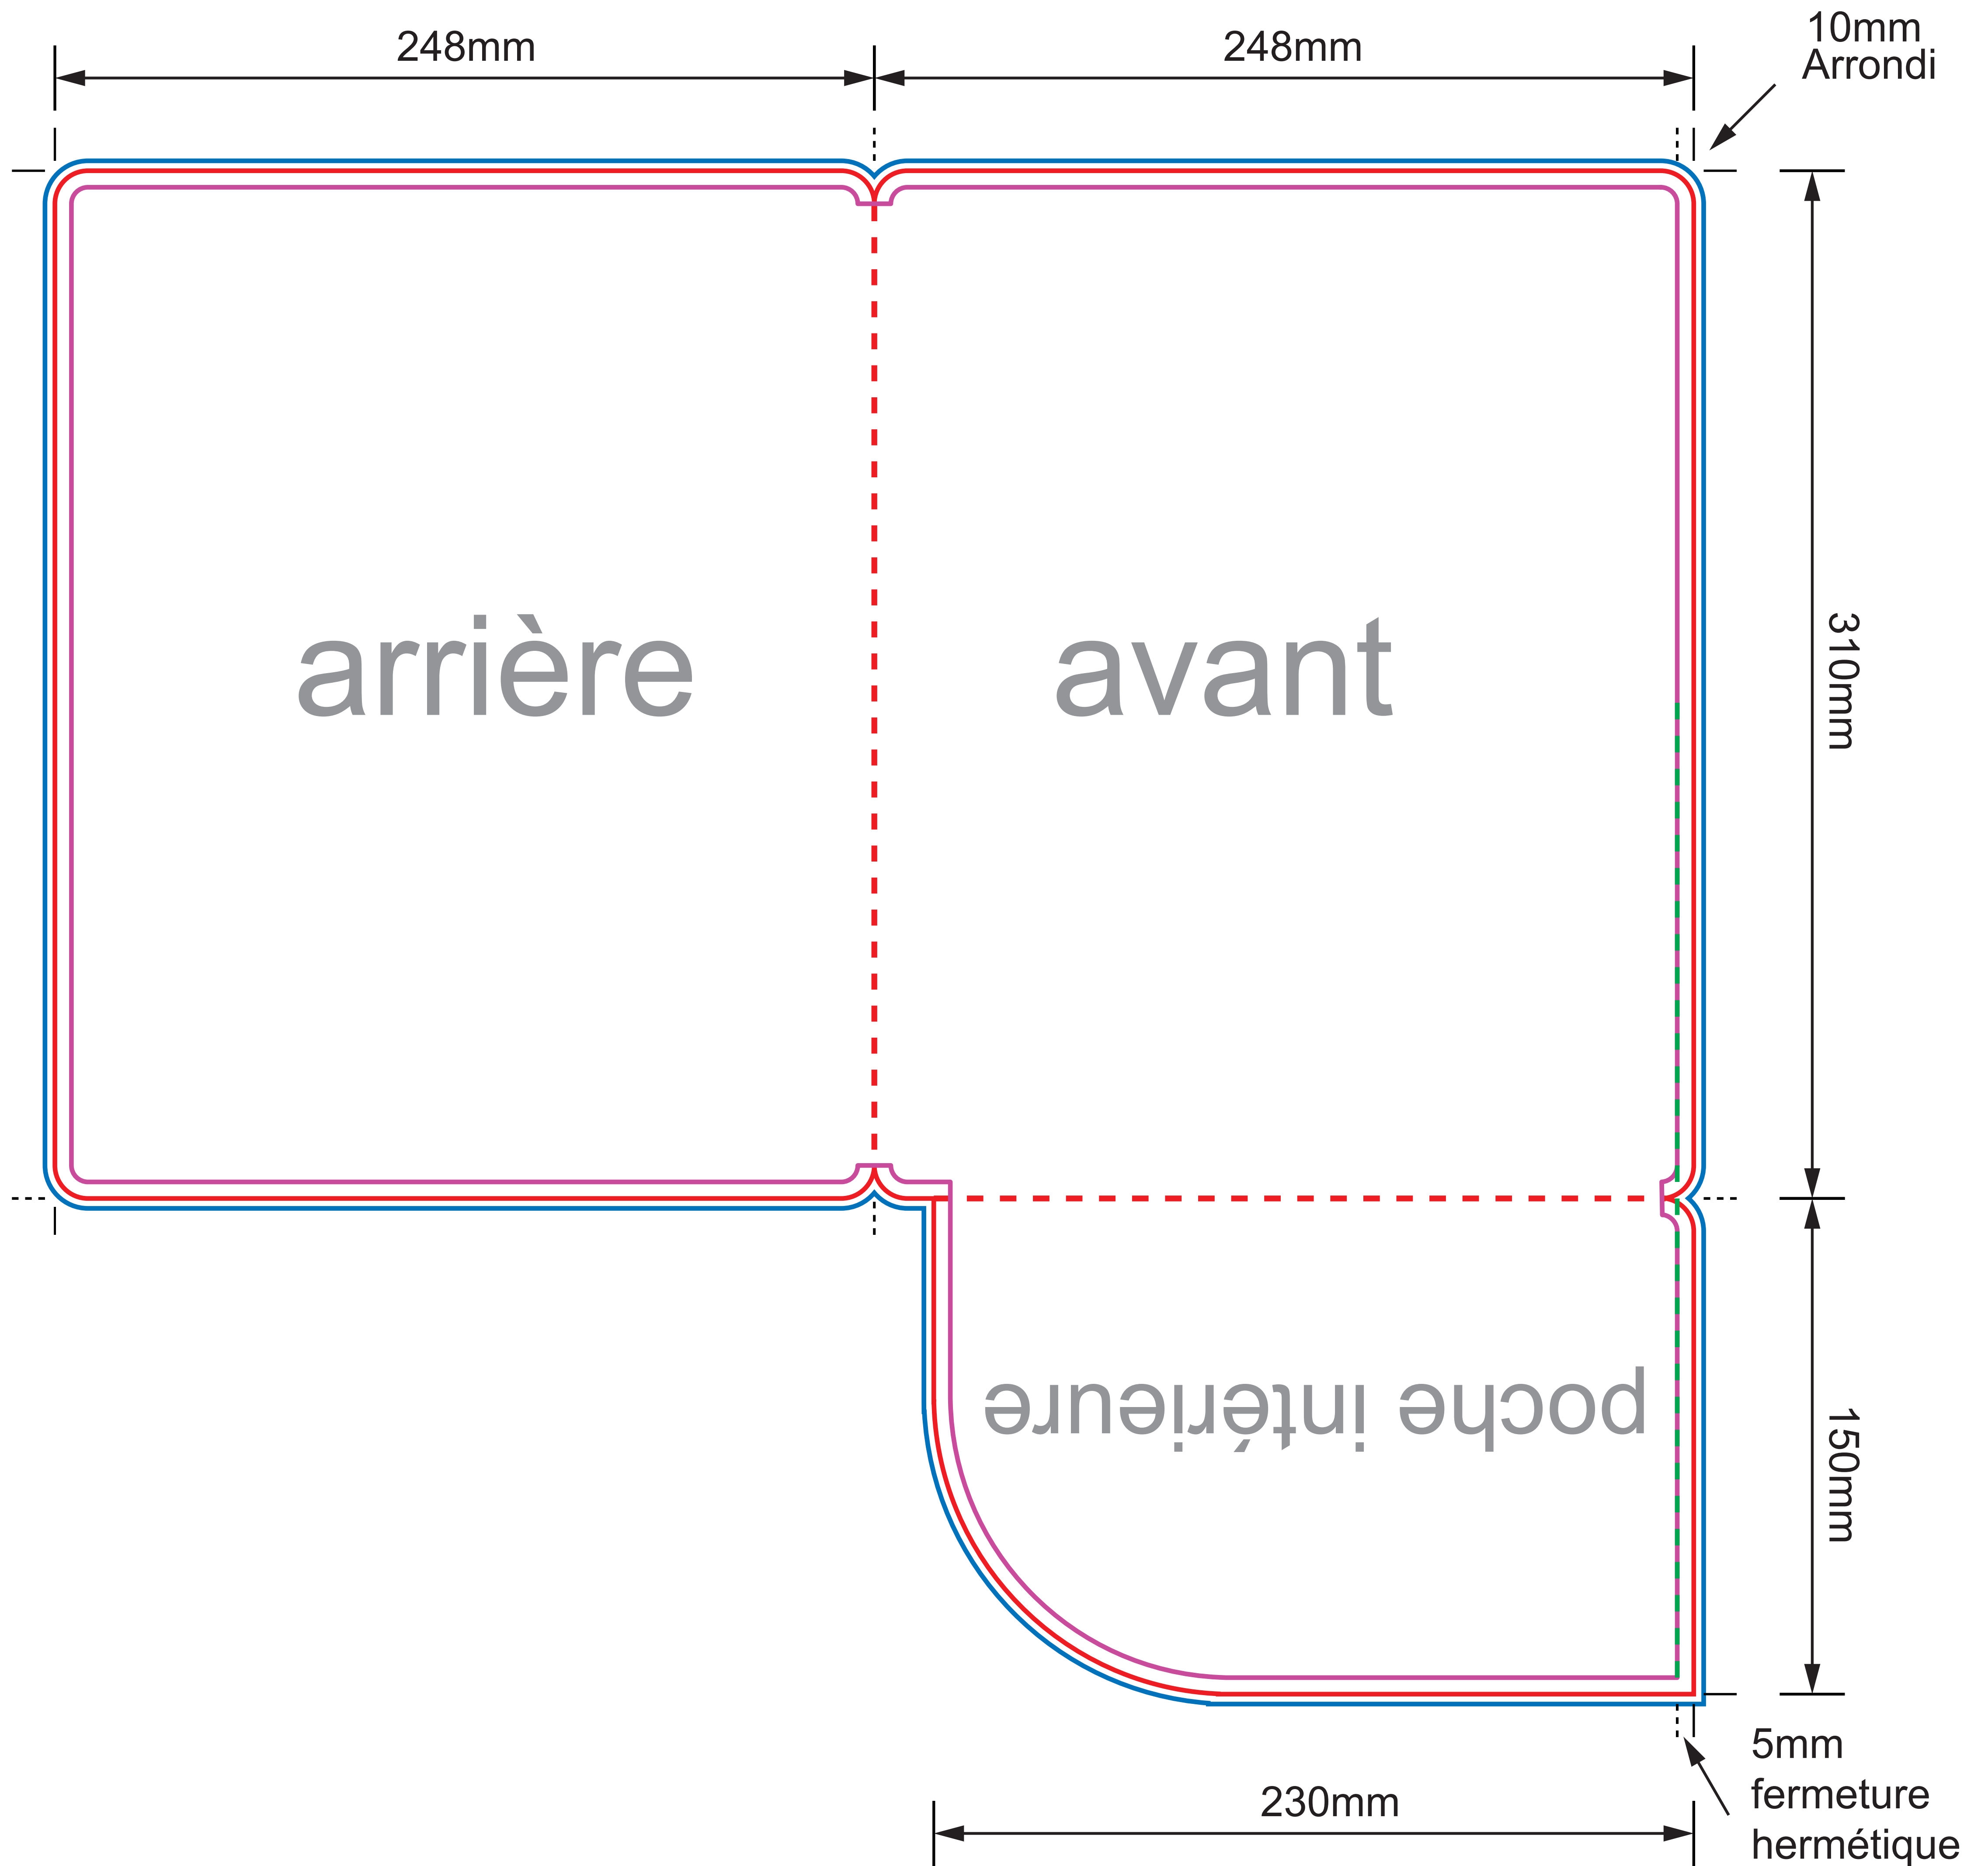 248mm
248mm
10mm
Arrondi
310mm
arrière
avant
poche intérieure
150mm
5mm
fermeture
hermétique
230mm